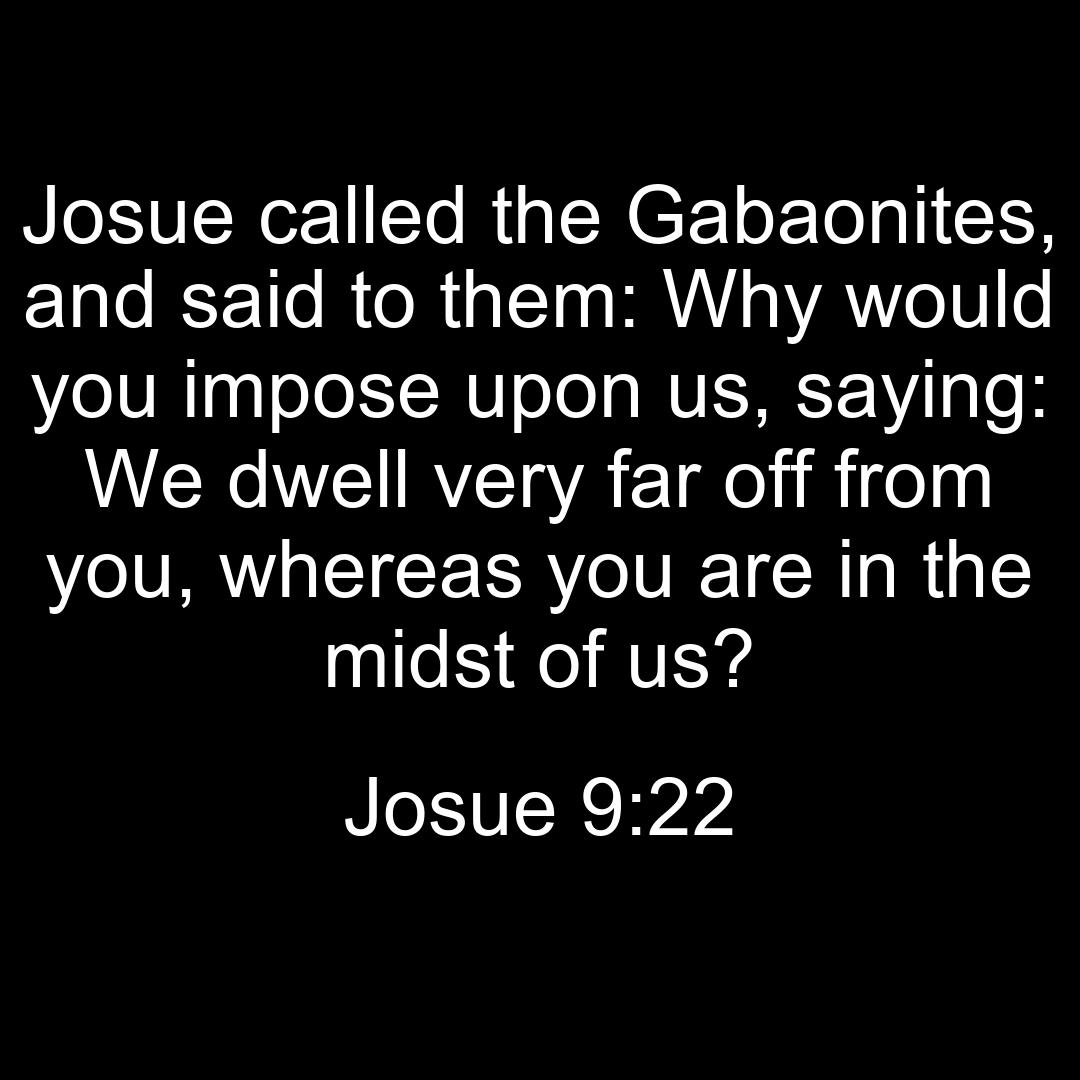 Josue called the Gabaonites,
and said to them: Why would
you impose upon us, saying:
We dwell very far off from
you, whereas you are in the
midst of us?
Josue 9:22